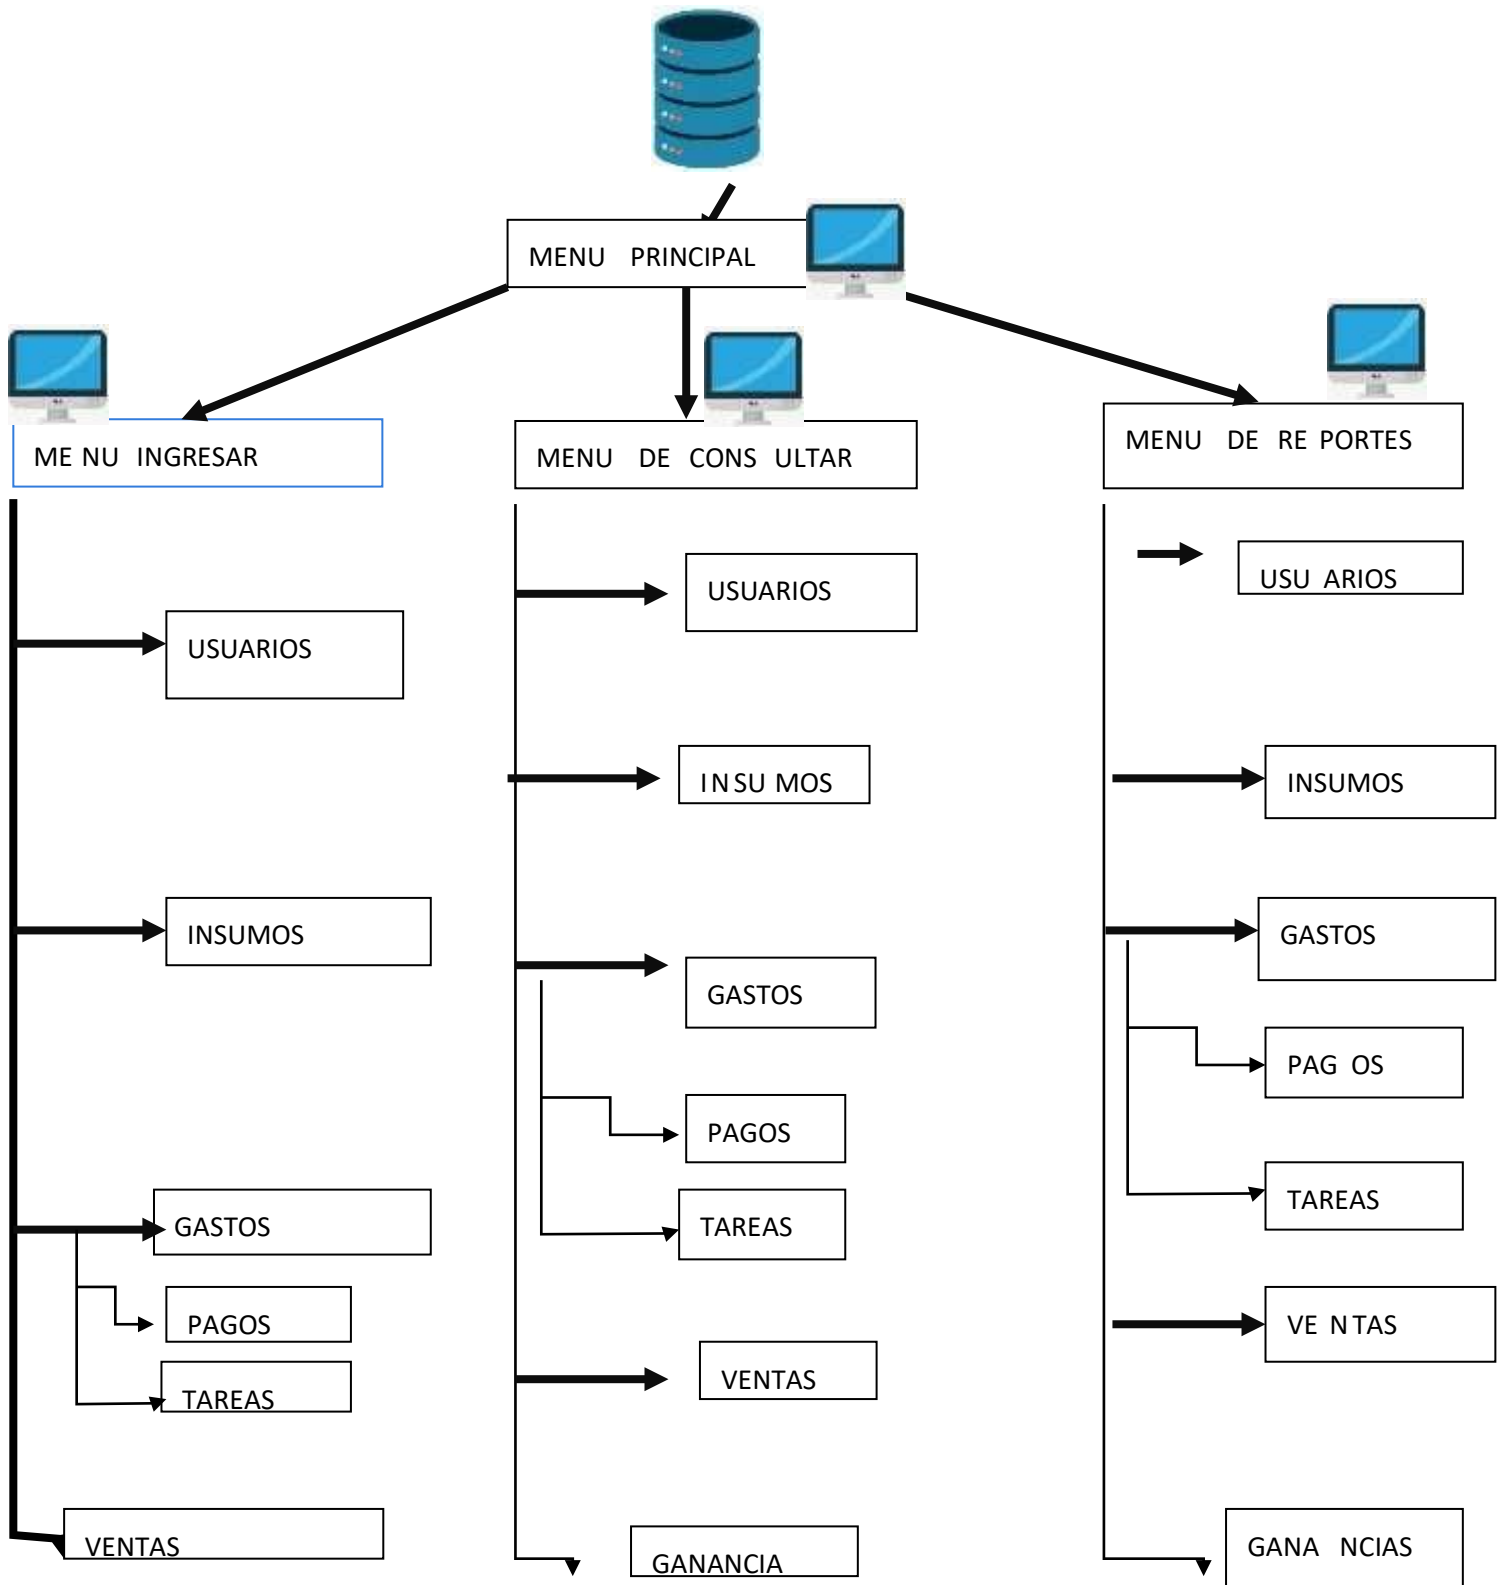 MENU PRINCIPAL
ME NU INGRESAR
USUARIOS
INSUMOS
GASTOS
PAGOS
TAREAS
VENTAS
MENU DE CONS ULTAR
USUARIOS
IN SU MOS
GASTOS
PAGOS
TAREAS
VENTAS
GANANCIA
MENU DE RE PORTES
USU ARIOS
INSUMOS
GASTOS
PAG OS
TAREAS
VE N TAS
GANA NCIAS